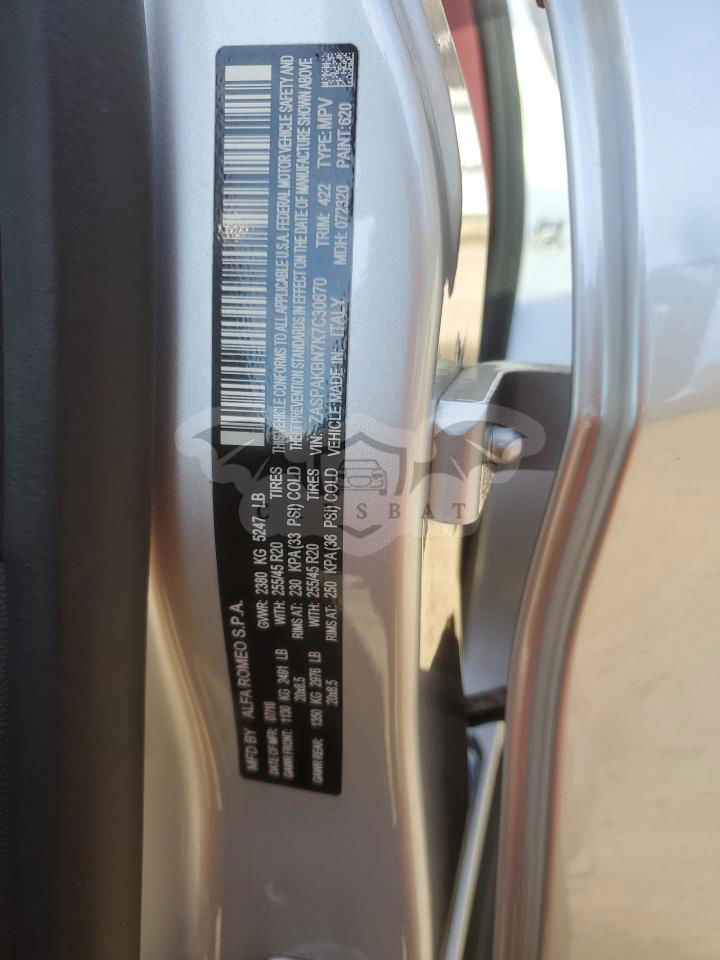 MFD BY ALFA ROMEO S.P.A.
DATE OF MFR: 07/18 GVWR: 2380 KG 5247 LB
GAWR FRONT: 1130 KG 2491 LB WITH: 255/45 R20 TIRES
20x8.5 RIMS AT: 230 KPA(33 PSI) COLD
GAWR REAR: 1350 KG 2976 LB WITH: 255/45 R20 TIRES
20x8.5 RIMS AT: 250 KPA(36 PSI) COLD
THIS VEHICLE CONFORMS TO ALL APPLICABLE U.S.A. FEDERAL MOTOR VEHICLE SAFETY AND
THEFT PREVENTION STANDARDS IN EFFECT ON THE DATE OF MANUFACTURE SHOWN ABOVE
VIN: ZASPAKBN7K7C30670 TRIM: 422 TYPE: MPV
VEHICLE MADE IN: ITALY MDH: 072320 PAINT: 620